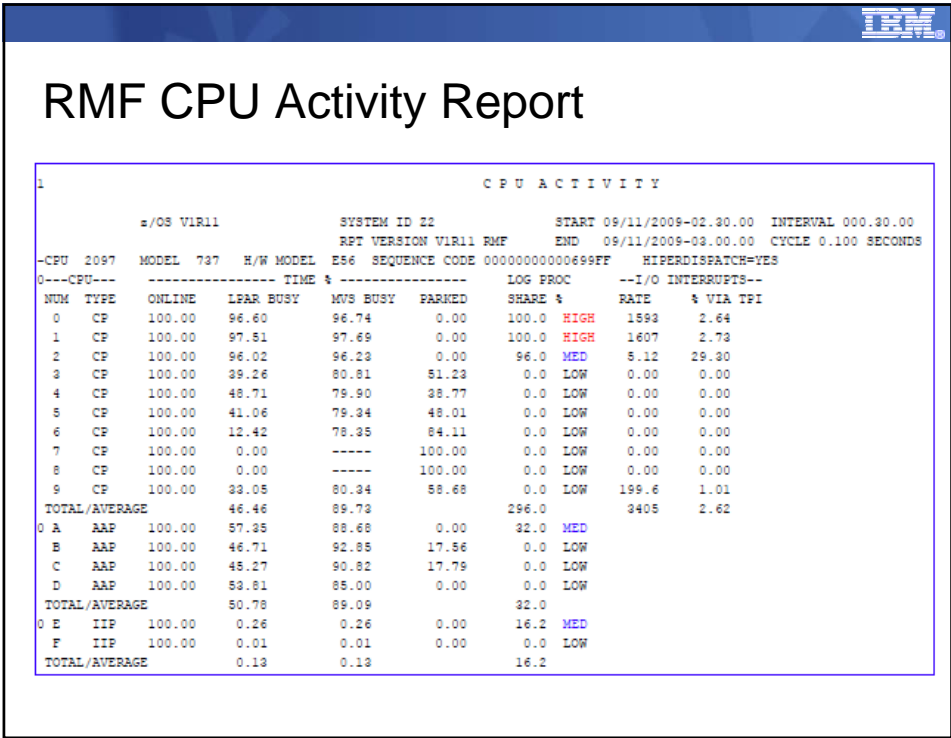 IBM®
RMF CPU Activity Report
1 C P U A C T I V I T Y
z/OS V1R11 SYSTEM ID Z2 START 09/11/2009-02.30.00 INTERVAL 000.30.00
RPT VERSION V1R11 RMF END 09/11/2009-03.00.00 CYCLE 0.100 SECONDS
-CPU 2097 MODEL 737 H/W MODEL E56 SEQUENCE CODE 00000000000699FF HIPERDISPATCH=YES
0---CPU--- ---------------- TIME % ---------------- LOG PROC --I/O INTERRUPTS--
NUM TYPE ONLINE LPAR BUSY MVS BUSY PARKED SHARE % RATE % VIA TPI
0 CP 100.00 96.60 96.74 0.00 100.0 HIGH 1593 2.64
1 CP 100.00 97.51 97.69 0.00 100.0 HIGH 1607 2.73
2 CP 100.00 96.02 96.23 0.00 96.0 MED 5.12 29.30
3 CP 100.00 39.26 80.81 51.23 0.0 LOW 0.00 0.00
4 CP 100.00 48.71 79.90 38.77 0.0 LOW 0.00 0.00
5 CP 100.00 41.06 79.34 48.01 0.0 LOW 0.00 0.00
6 CP 100.00 12.42 78.35 84.11 0.0 LOW 0.00 0.00
7 CP 100.00 0.00 ----- 100.00 0.0 LOW 0.00 0.00
8 CP 100.00 0.00 ----- 100.00 0.0 LOW 0.00 0.00
9 CP 100.00 33.05 80.34 58.68 0.0 LOW 199.6 1.01
TOTAL/AVERAGE 46.46 89.73 296.0 3405 2.62
0 A AAP 100.00 57.35 88.68 0.00 32.0 MED
B AAP 100.00 46.71 92.85 17.56 0.0 LOW
C AAP 100.00 45.27 90.82 17.79 0.0 LOW
D AAP 100.00 53.81 85.00 0.00 0.0 LOW
TOTAL/AVERAGE 50.78 89.09 32.0
0 E IIP 100.00 0.26 0.26 0.00 16.2 MED
F IIP 100.00 0.01 0.01 0.00 0.0 LOW
TOTAL/AVERAGE 0.13 0.13 16.2